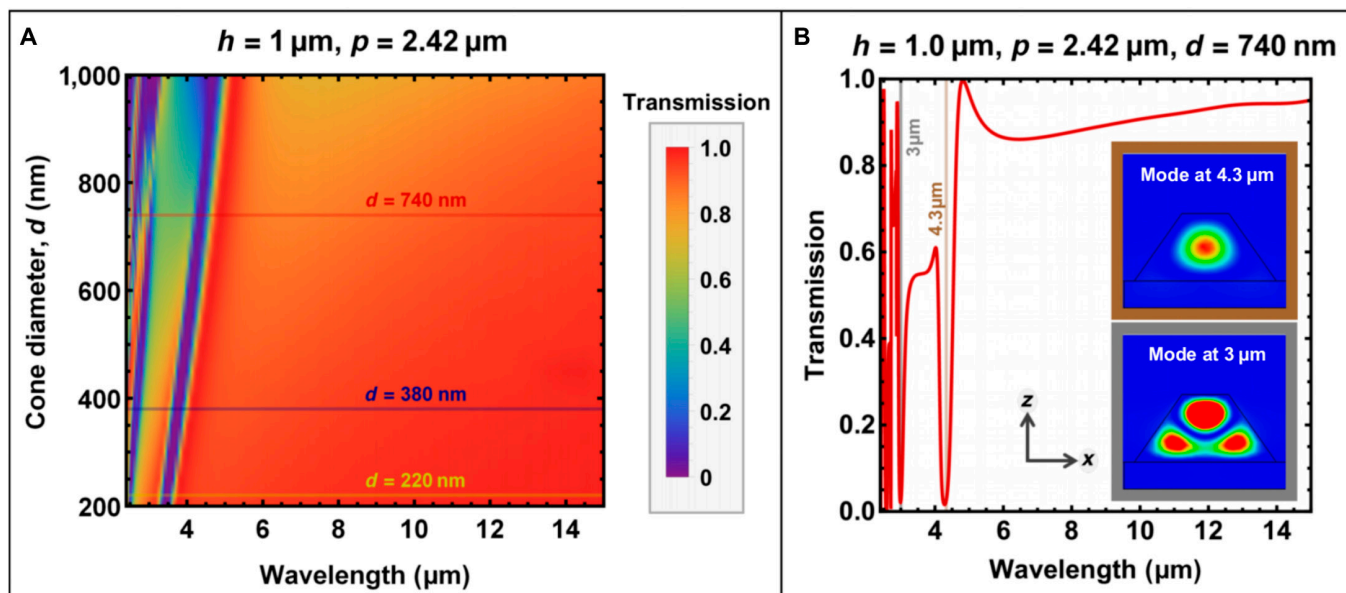 A
h = 1 µm, p = 2.42 µm
1,000
800
600
400
200
Cone diameter, d (nm)
d = 740 nm
d = 380 nm
d = 220 nm
4
6
8
10
12
14
Wavelength (µm)
Transmission
1.0
0.8
0.6
0.4
0.2
0
B
h = 1.0 µm, p = 2.42 µm, d = 740 nm
1.0
0.8
0.6
0.4
0.2
0.0
Transmission
3µm
4.3µm
Mode at 4.3 µm
Mode at 3 µm
z
x
4
6
8
10
12
14
Wavelength (µm)